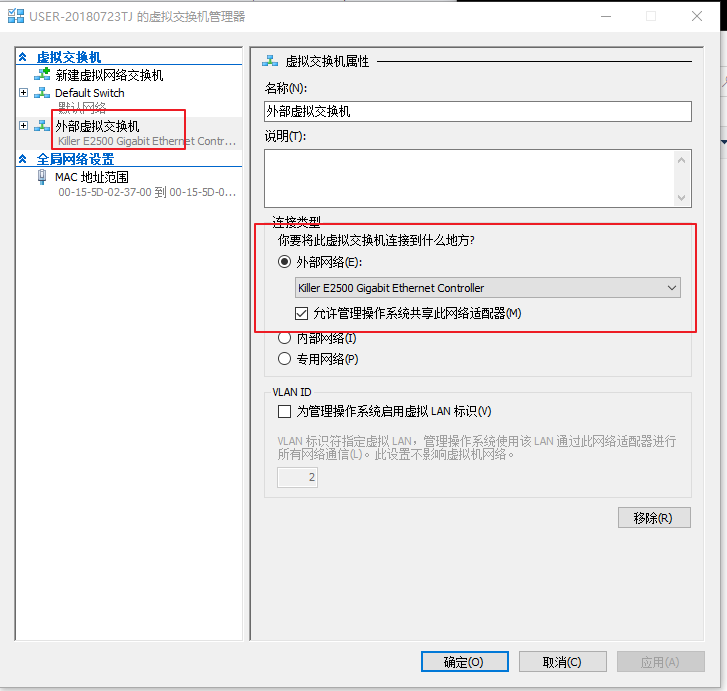 USER-20180723TJ 的虚拟交换机管理器
虚拟交换机
新建虚拟网络交换机
Default Switch
默认网络
外部虚拟交换机
Killer E2500 Gigabit Ethernet Contr...
全局网络设置
MAC 地址范围
00-15-5D-02-37-00 到 00-15-5D-0...
虚拟交换机属性
名称(N):
外部虚拟交换机
说明(T):
连接类型
你要将此虚拟交换机连接到什么地方?
外部网络(E):
Killer E2500 Gigabit Ethernet Controller
允许管理操作系统共享此网络适配器(M)
内部网络(I)
专用网络(P)
VLAN ID
为管理操作系统启用虚拟 LAN 标识(V)
VLAN 标识符指定虚拟 LAN，管理操作系统使用该 LAN 通过此网络适配器进行
所有网络通信(L)。此设置不影响虚拟机网络。
2
移除(R)
确定(O)
取消(C)
应用(A)